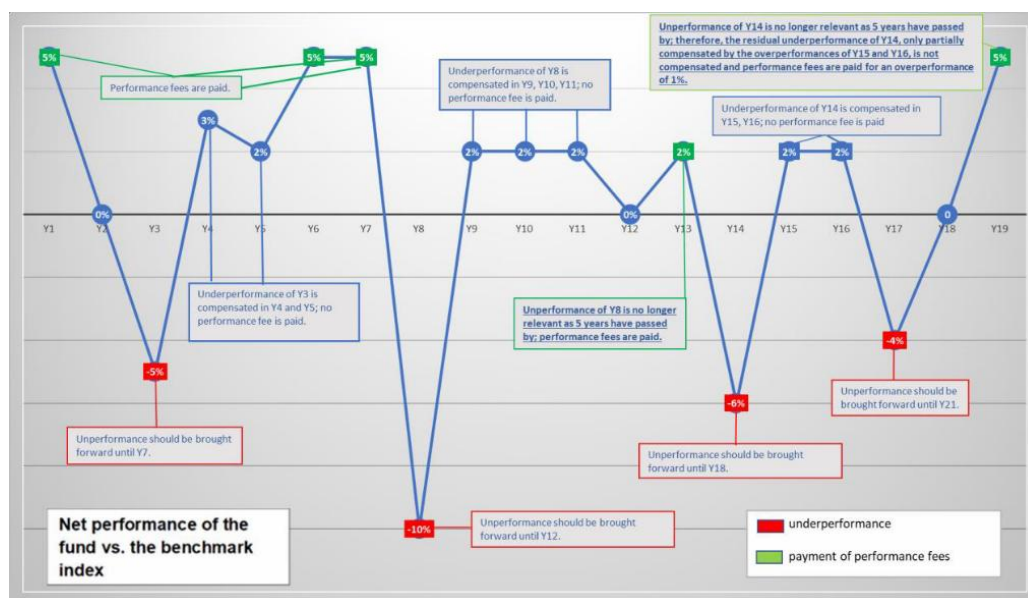 Unperformance of Y14 is no longer relevant as 5 years have passed
by; therefore, the residual underperformance of Y14, only partially
compensated by the overperformances of Y15 and Y16, is not
compensated and performance fees are paid for an overperformance
of 1%.
5%
5%
5%
5%
Performance fees are paid.
Underperformance of Y8 is
compensated in Y9, Y10, Y11; no
performance fee is paid.
Underperformance of Y14 is compensated in
Y15, Y16; no performance fee is paid
3%
2%
2%
2%
2%
2%
2%
2%
0%
0%
0
Y1
Y2
Y3
Y4
Y5
Y6
Y7
Y8
Y9
Y10
Y11
Y12
Y13
Y14
Y15
Y16
Y17
Y18
Y19
Underperformance of Y3 is
compensated in Y4 and Y5; no
performance fee is paid.
Unperformance of Y8 is no longer
relevant as 5 years have passed
by; performance fees are paid.
-4%
-5%
-6%
Unperformance should be
brought forward until Y21.
Unperformance should be brought
forward until Y7.
Unperformance should be brought
forward until Y18.
-10%
Unperformance should be brought
forward until Y12.
Net performance of the
fund vs. the benchmark
index
underperformance
payment of performance fees